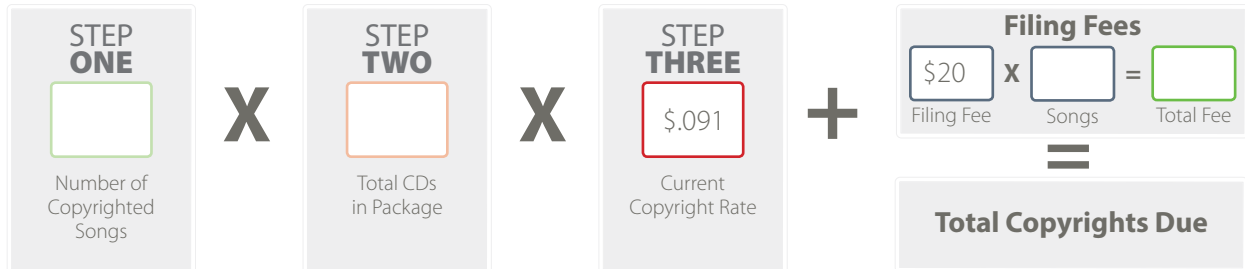 STEP
ONE
Number of
Copyrighted
Songs
X
STEP
TWO
Total CDs
in Package
X
STEP
THREE
$.091
Current
Copyright Rate
+
Filing Fees
$20 X =
Filing Fee Songs Total Fee
=
Total Copyrights Due